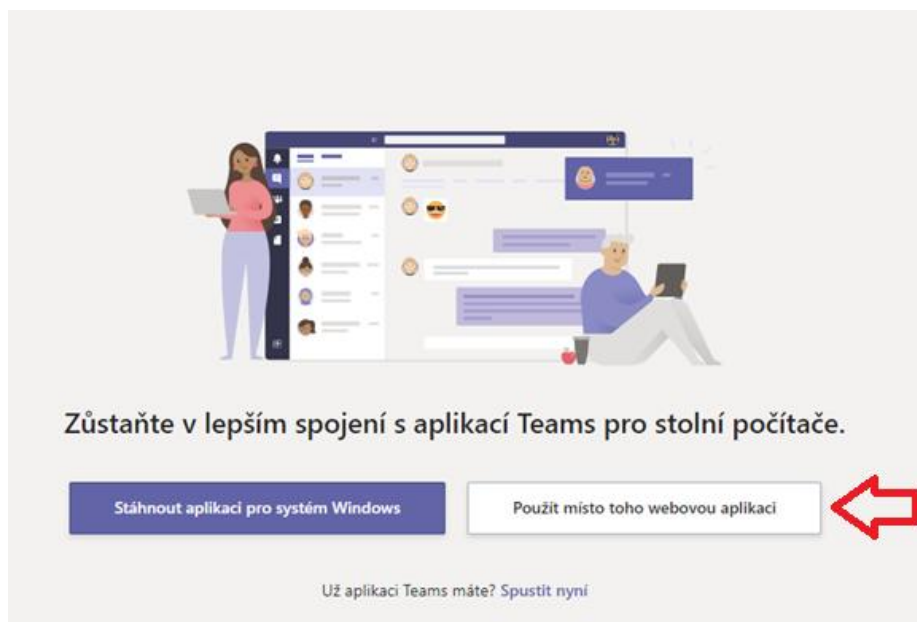 Zůstaňte v lepším spojení s aplikací Teams pro stolní počítače.
Stáhnout aplikaci pro systém Windows
Použít místo toho webovou aplikaci
Už aplikaci Teams máte? Spustit nyní